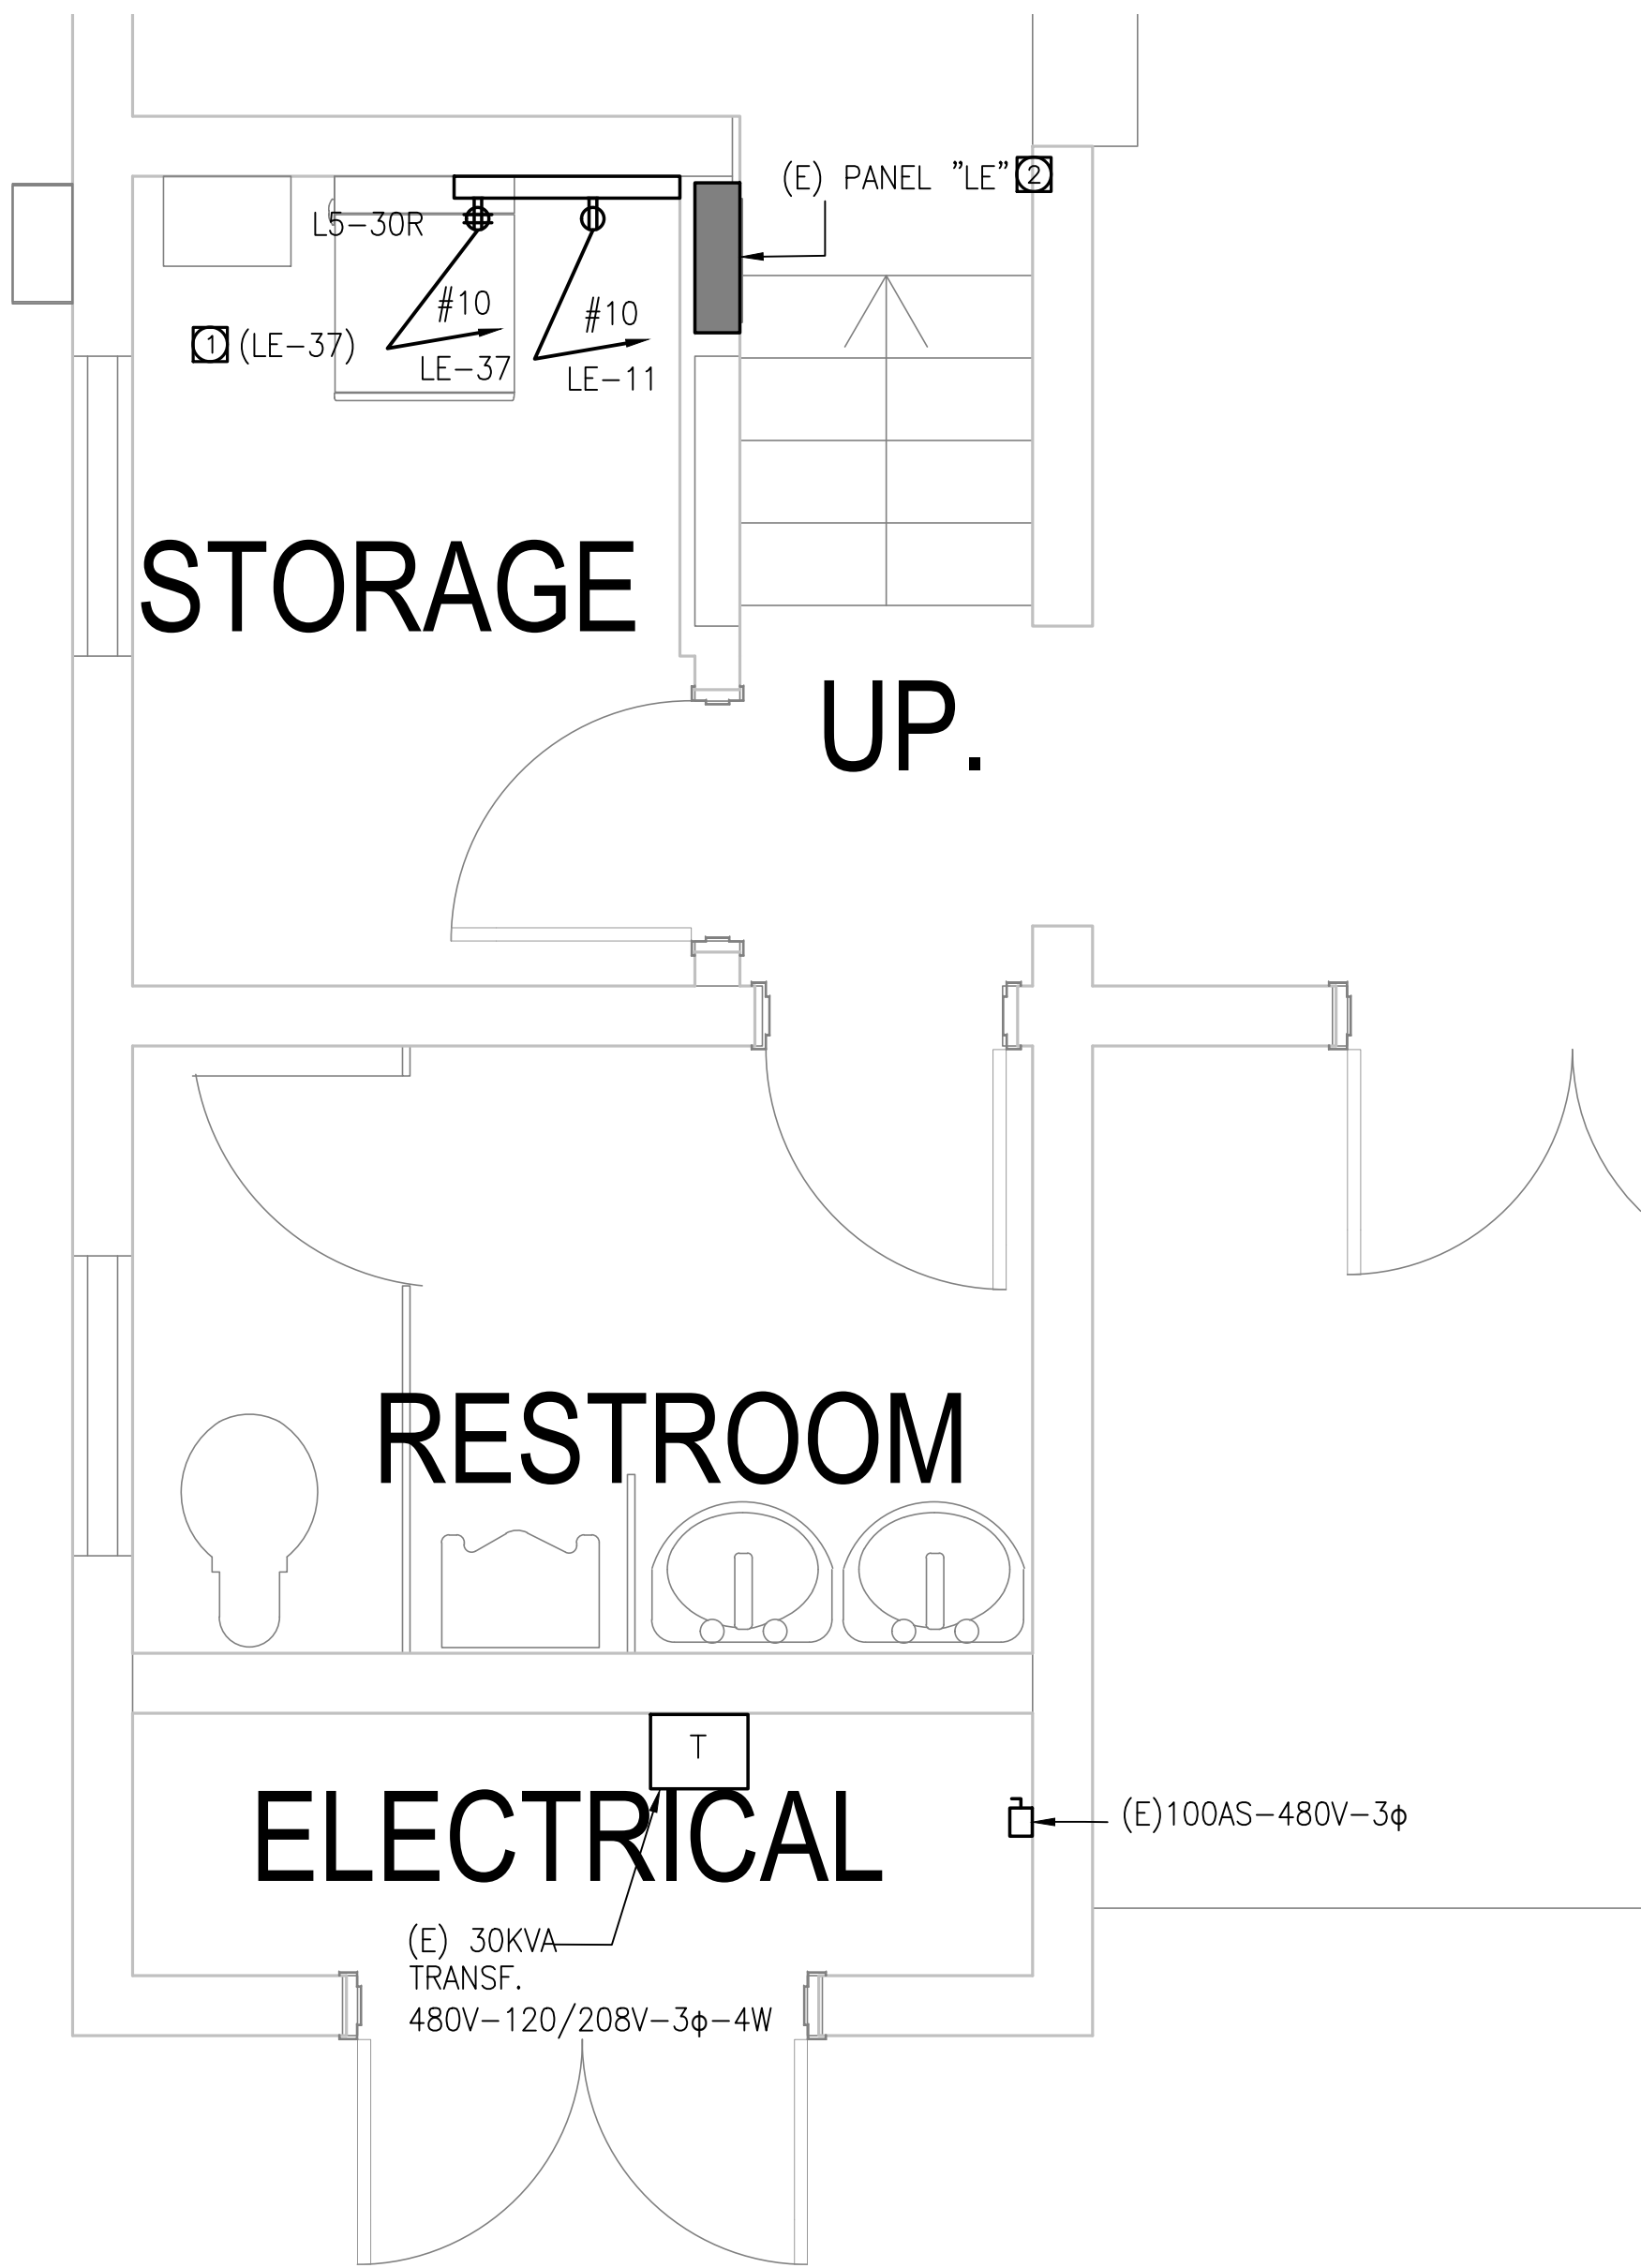 (E) PANEL "LE" 2
L5-30R
#10
#10
1 (LE-37)
LE-37
LE-11
STORAGE
UP.
RESTROOM
T
ELECTRICAL
(E)100AS-480V-3ϕ
(E) 30KVA
TRANSF.
480V-120/208V-3ϕ-4W